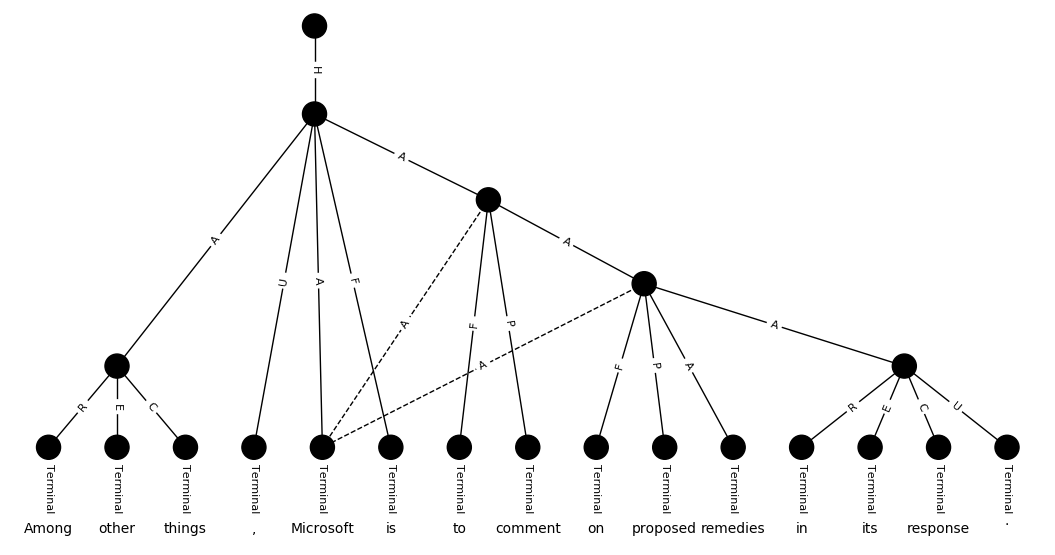 H
A
A
A
U
A
F
A
F
P
A
F
P
A
A
A
R
E
C
R
E
C
U
Terminal Terminal Terminal Terminal Terminal Terminal Terminal Terminal Terminal Terminal Terminal Terminal Terminal Terminal Terminal
Among other things , Microsoft is to comment on proposed remedies in its response .